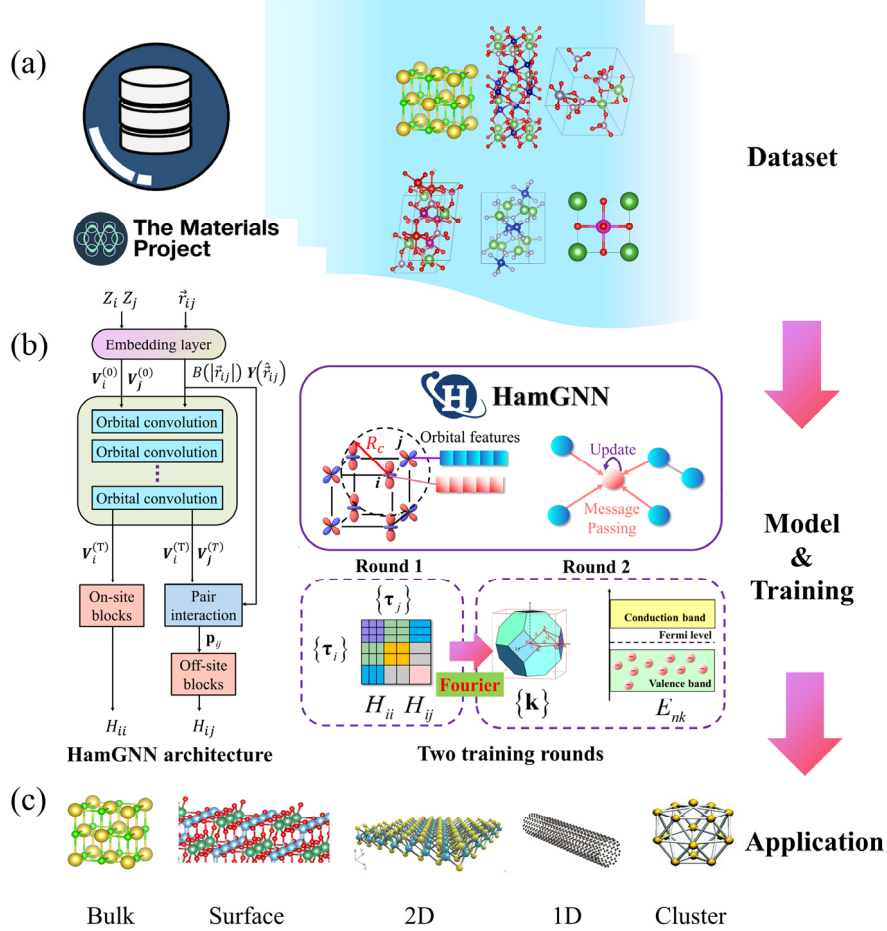 (a)
Dataset
The Materials
Project
Z_i Z_j
r⃗_ij
(b)
Embedding layer
V_i^(0) V_j^(0)
B(|r⃗_ij|) Y(r̂⃗_ij)
Orbital convolution
Orbital convolution
Orbital convolution
V_i^(T)
V_i^(T) V_j^(T)
On-site
blocks
Pair
interaction
p_ij
Off-site
blocks
H_ii
H_ij
HamGNN architecture
H
HamGNN
R_c
j
i
Orbital features
Update
Message
Passing
Round 1
Round 2
{τ_j}
{τ_i}
H_ii H_ij
Fourier
{k}
Conduction band
Fermi level
Valence band
E_nk
Two training rounds
Model
&
Training
(c)
Application
Bulk
Surface
2D
1D
Cluster